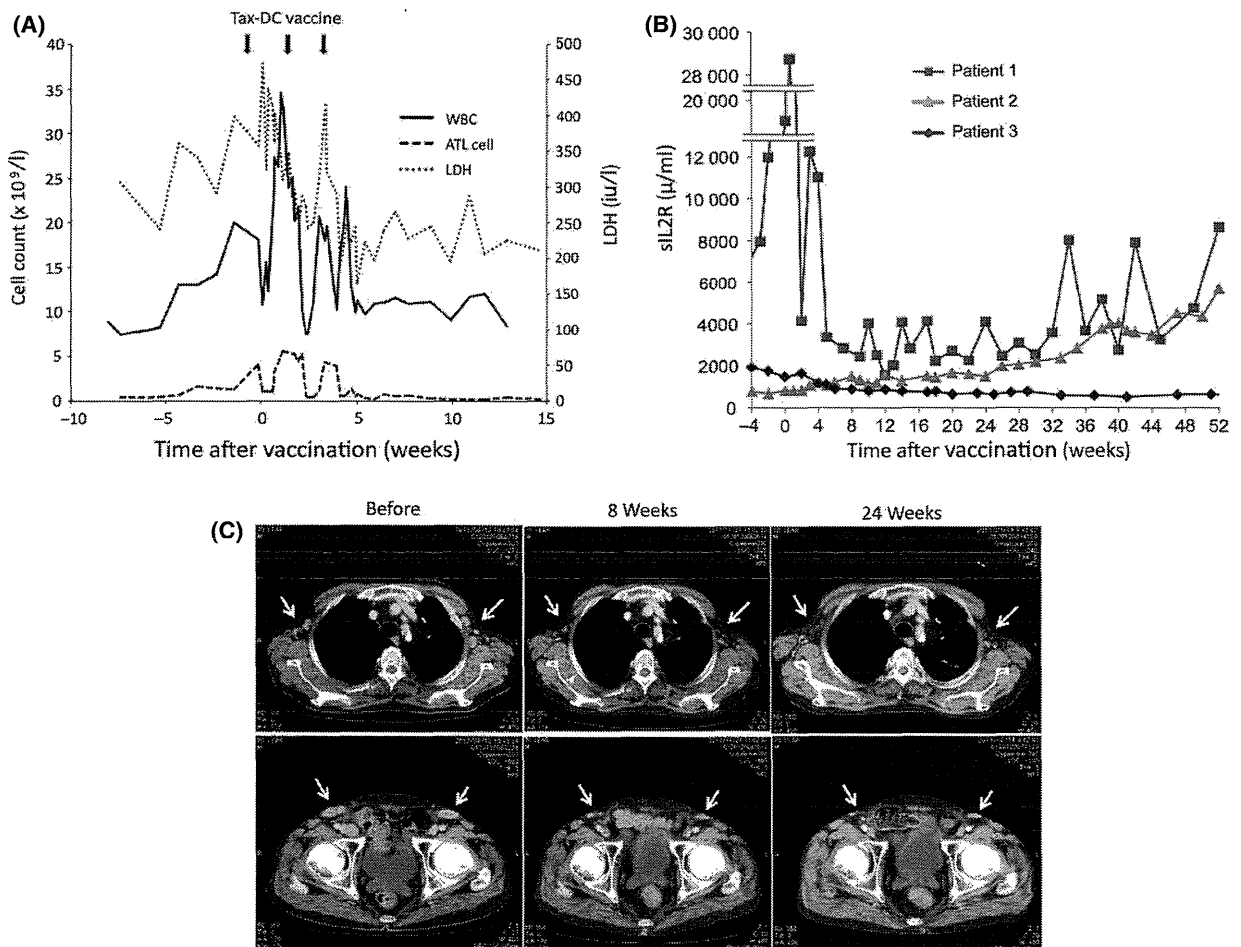 (A)
Tax-DC vaccine
40
35
30
25
20
15
10
5
0
Cell count (x 10⁹/l)
500
450
400
350
300
250
200
150
100
50
0
LDH (iu/l)
WBC
ATL cell
LDH
−10
−5
0
5
10
15
Time after vaccination (weeks)
(B)
30 000
28 000
20 000
12 000
8000
4000
2000
0
sIL2R (μ/ml)
Patient 1
Patient 2
Patient 3
−4 0 4 8 12 16 20 24 28 32 36 40 44 48 52
Time after vaccination (weeks)
(C)
Before
8 Weeks
24 Weeks